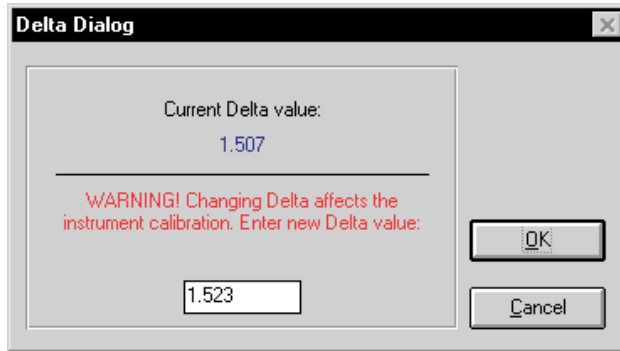 Delta Dialog
Current Delta value:
1.507
WARNING! Changing Delta affects the
instrument calibration. Enter new Delta value:
1.523
OK
Cancel